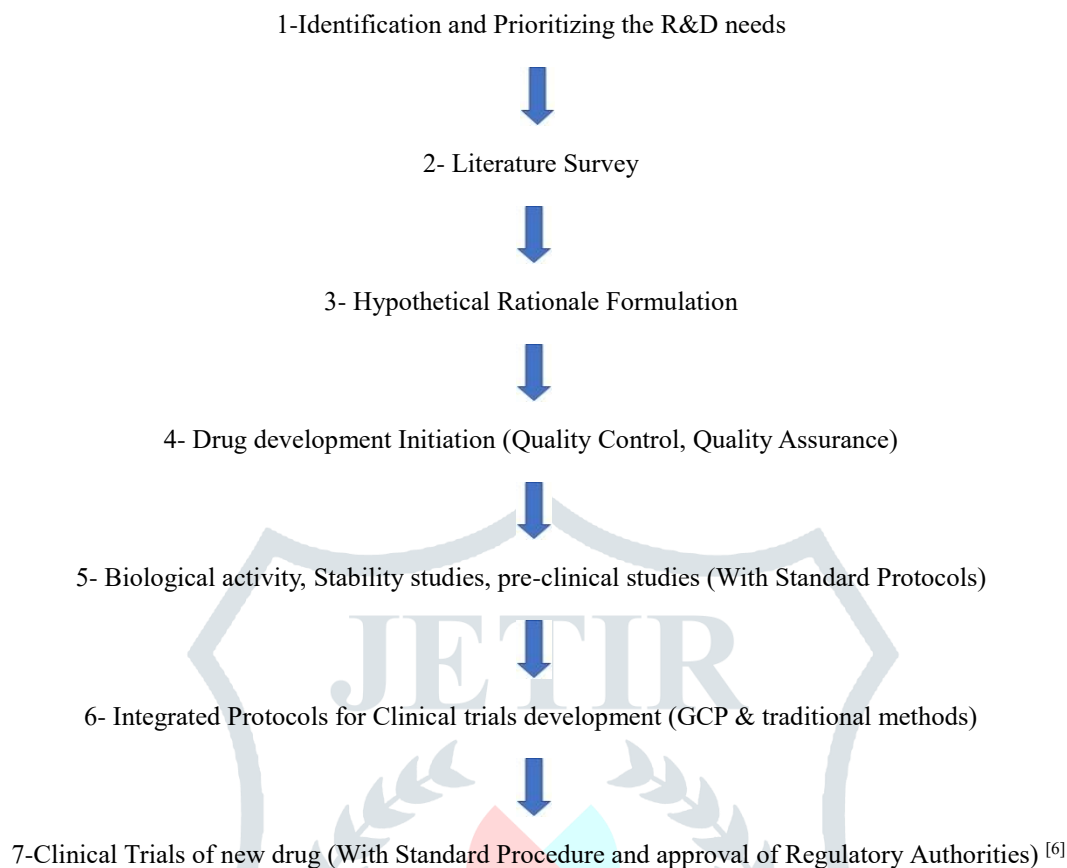 1-Identification and Prioritizing the R&D needs
2- Literature Survey
3- Hypothetical Rationale Formulation
4- Drug development Initiation (Quality Control, Quality Assurance)
5- Biological activity, Stability studies, pre-clinical studies (With Standard Protocols)
JETIR
6- Integrated Protocols for Clinical trials development (GCP & traditional methods)
7-Clinical Trials of new drug (With Standard Procedure and approval of Regulatory Authorities) [6]